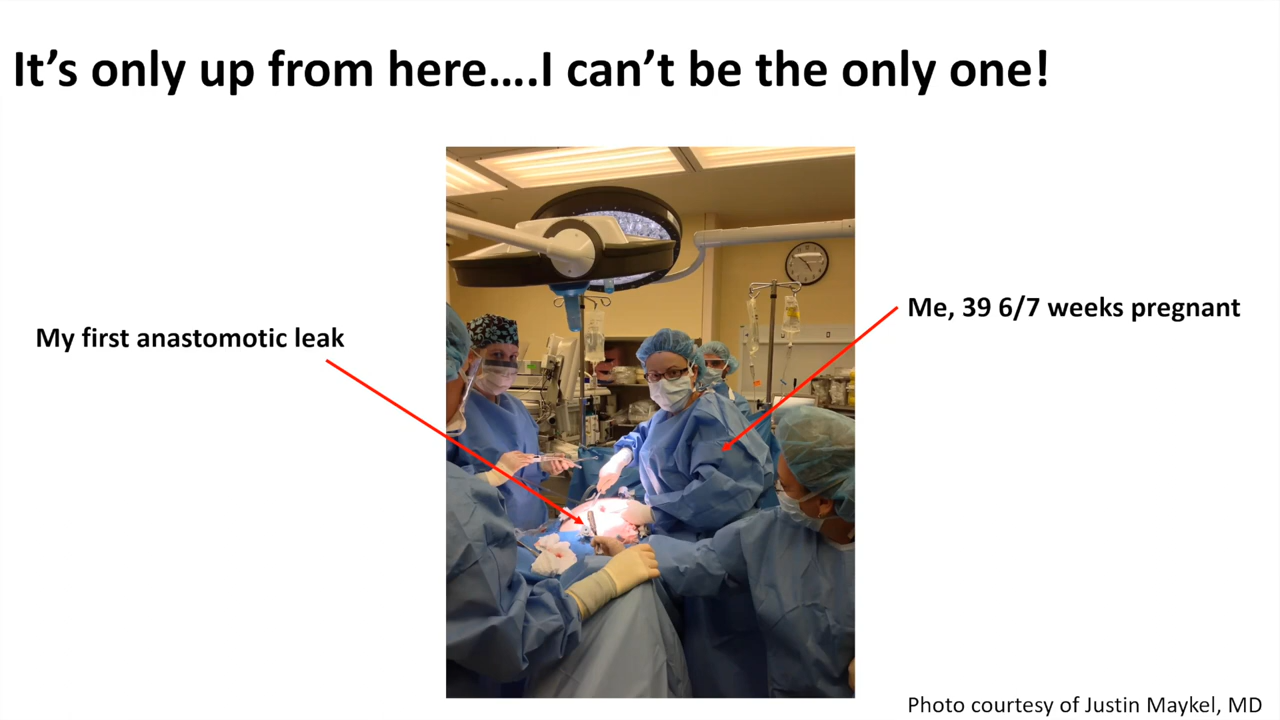 It’s only up from here….I can’t be the only one!
My first anastomotic leak
Me, 39 6/7 weeks pregnant
Photo courtesy of Justin Maykel, MD